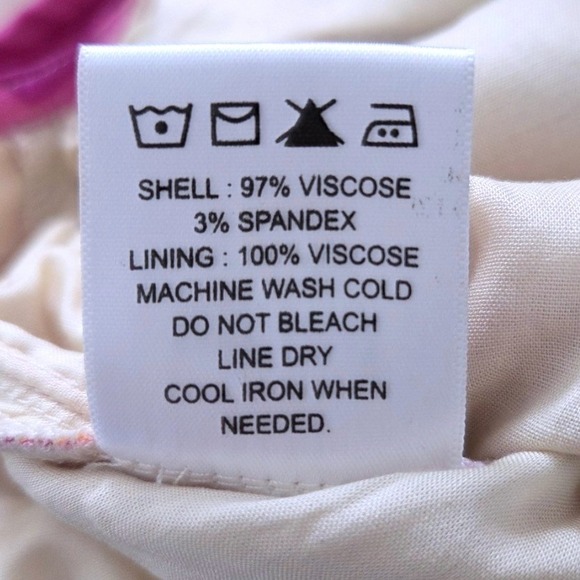 SHELL : 97% VISCOSE
3% SPANDEX
LINING : 100% VISCOSE
MACHINE WASH COLD
DO NOT BLEACH
LINE DRY
COOL IRON WHEN
NEEDED.